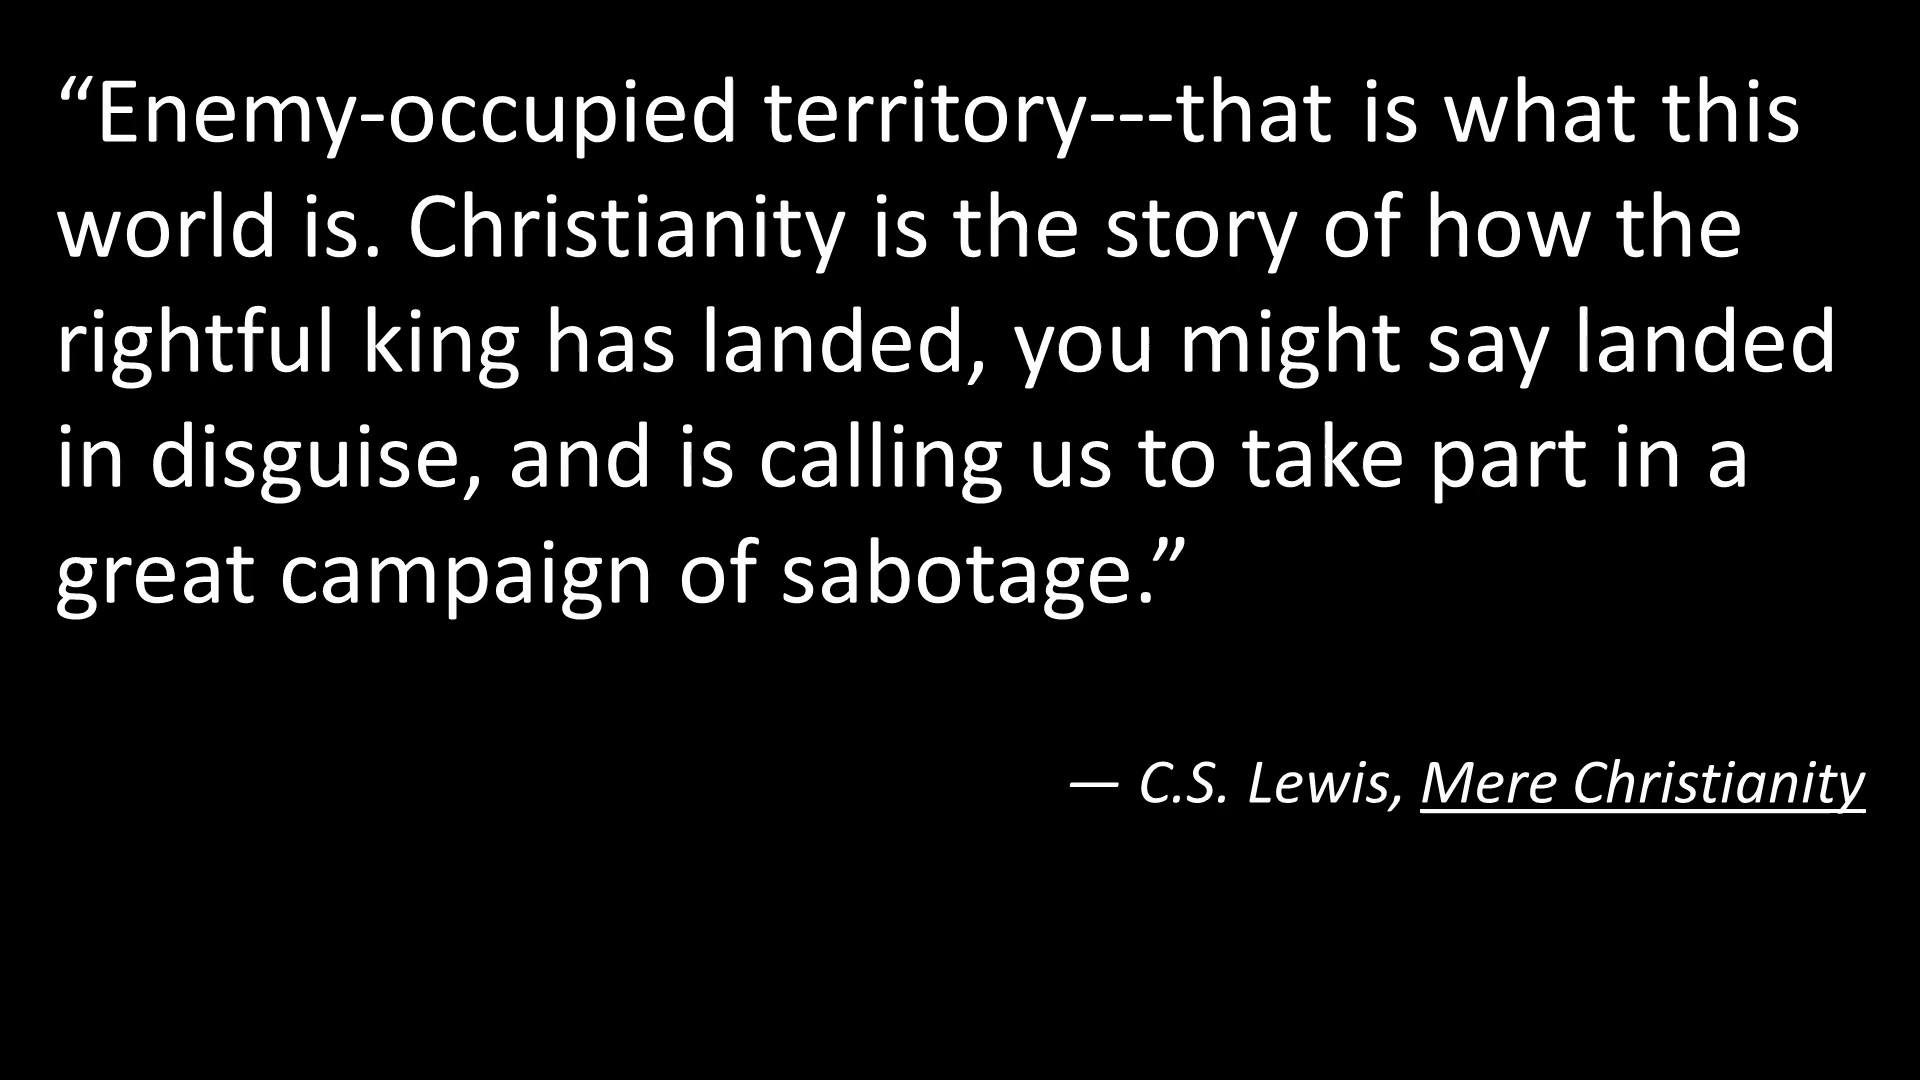 “Enemy-occupied territory---that is what this
world is. Christianity is the story of how the
rightful king has landed, you might say landed
in disguise, and is calling us to take part in a
great campaign of sabotage.”
— C.S. Lewis, Mere Christianity